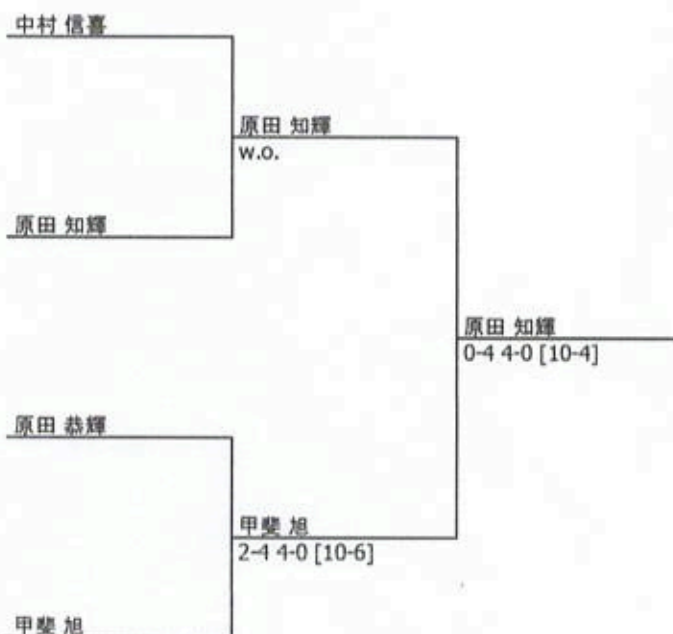 中村 信喜
原田 知輝
w.o.
原田 知輝
原田 知輝
0-4 4-0 [10-4]
原田 恭輝
甲斐 旭
2-4 4-0 [10-6]
甲斐 旭